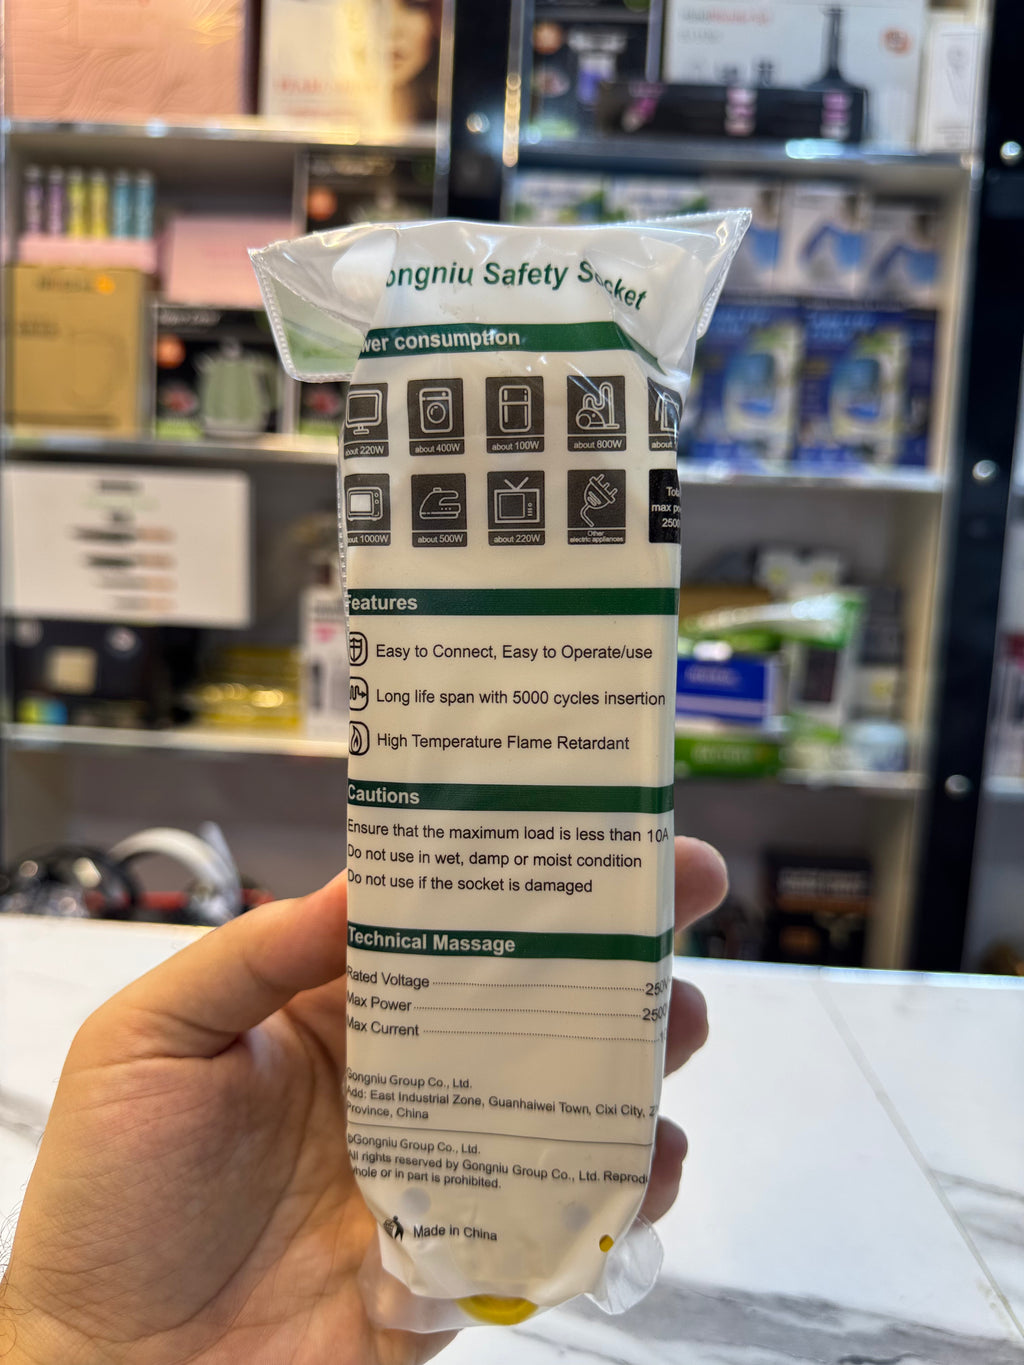 ongniu Safety Socket
wer consumption
about 220W
about 400W
about 100W
about 800W
about
about 1000W
about 500W
about 220W
Other
electric appliances
max
Features
Easy to Connect, Easy to Operate/use
Long life span with 5000 cycles insertion
High Temperature Flame Retardant
Cautions
Ensure that the maximum load is less than 10A
Do not use in wet, damp or moist condition
Do not use if the socket is damaged
Technical Massage
Rated Voltage 250V
Max Power 2500
Max Current
Gongniu Group Co., Ltd.
Add: East Industrial Zone, Guanhaiwei Town, Cixi City,
Province, China
©Gongniu Group Co., Ltd.
All rights reserved by Gongniu Group Co., Ltd. Reprod
whole or in part is prohibited.
Made in China